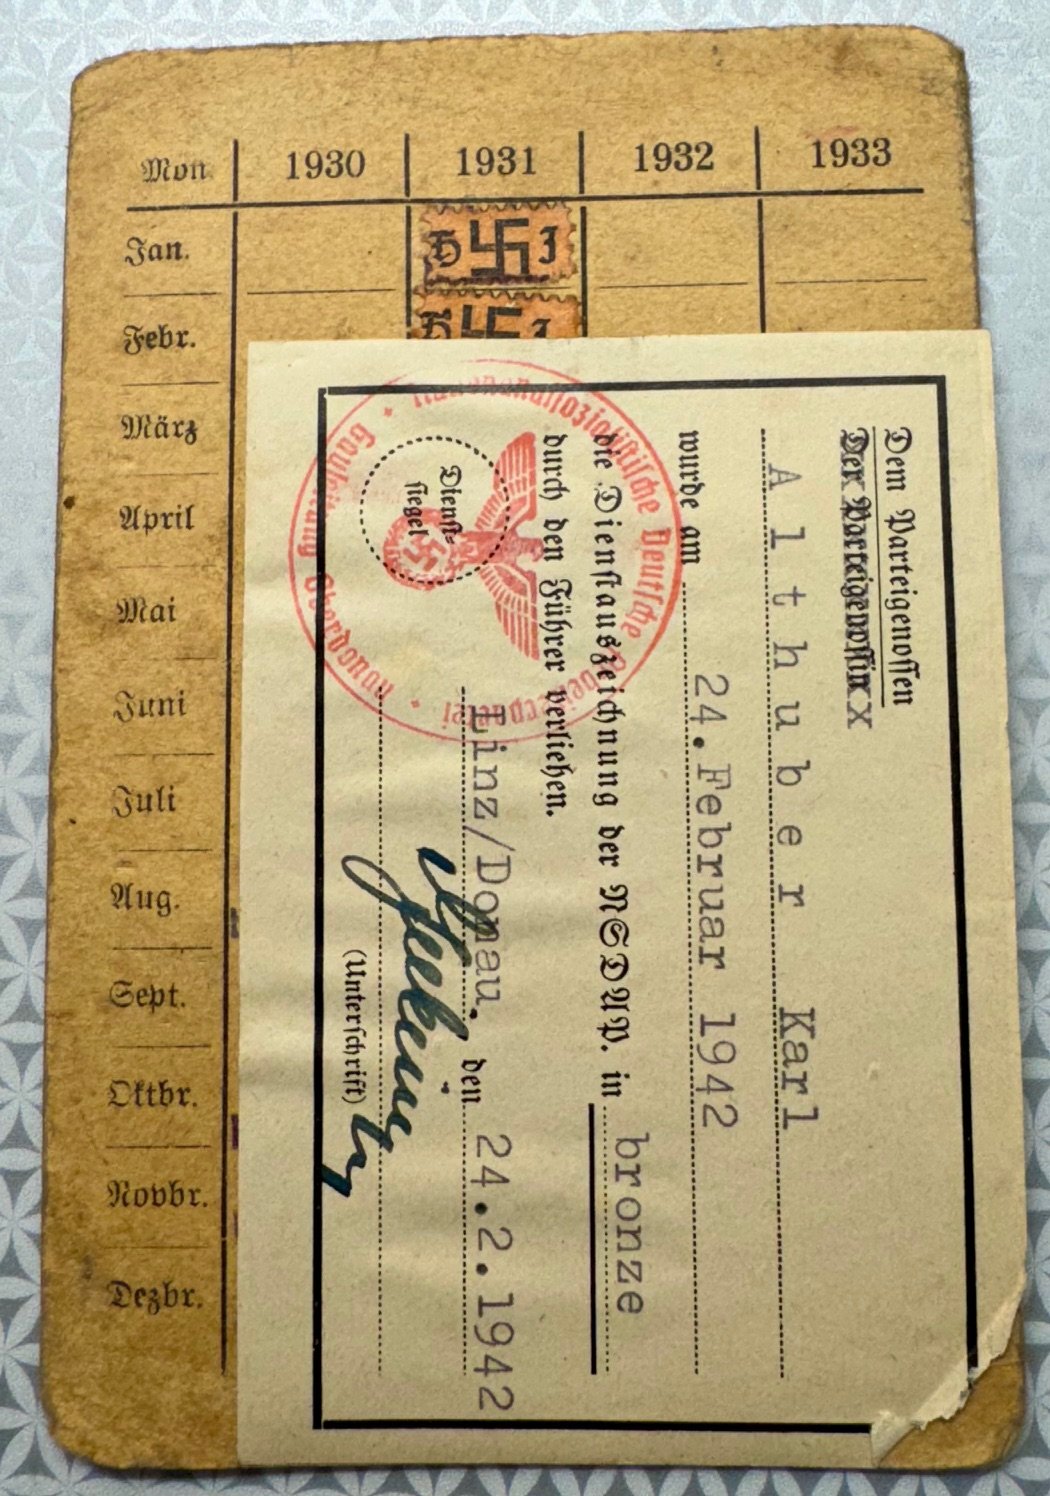 Mon. 1930 1931 1932 1933
Jan.
H J
Febr.
H J
März
April
Mai
Juni
Juli
Aug.
Sept.
Oktbr.
Novbr.
Dezbr.
Dem Parteigenossen
Der Parteigenossin
Althuber Karl
wurde am 24.Februar 1942
die Dienstauszeichnung der NSDAP. in bronze
durch den Führer verliehen.
Linz/Donau. den 24.2.1942
(Unterschrift)
Dienst-
siegel
Nationalsozialistische Deutsche Arbeiterpartei
Gauleitung Oberdonau